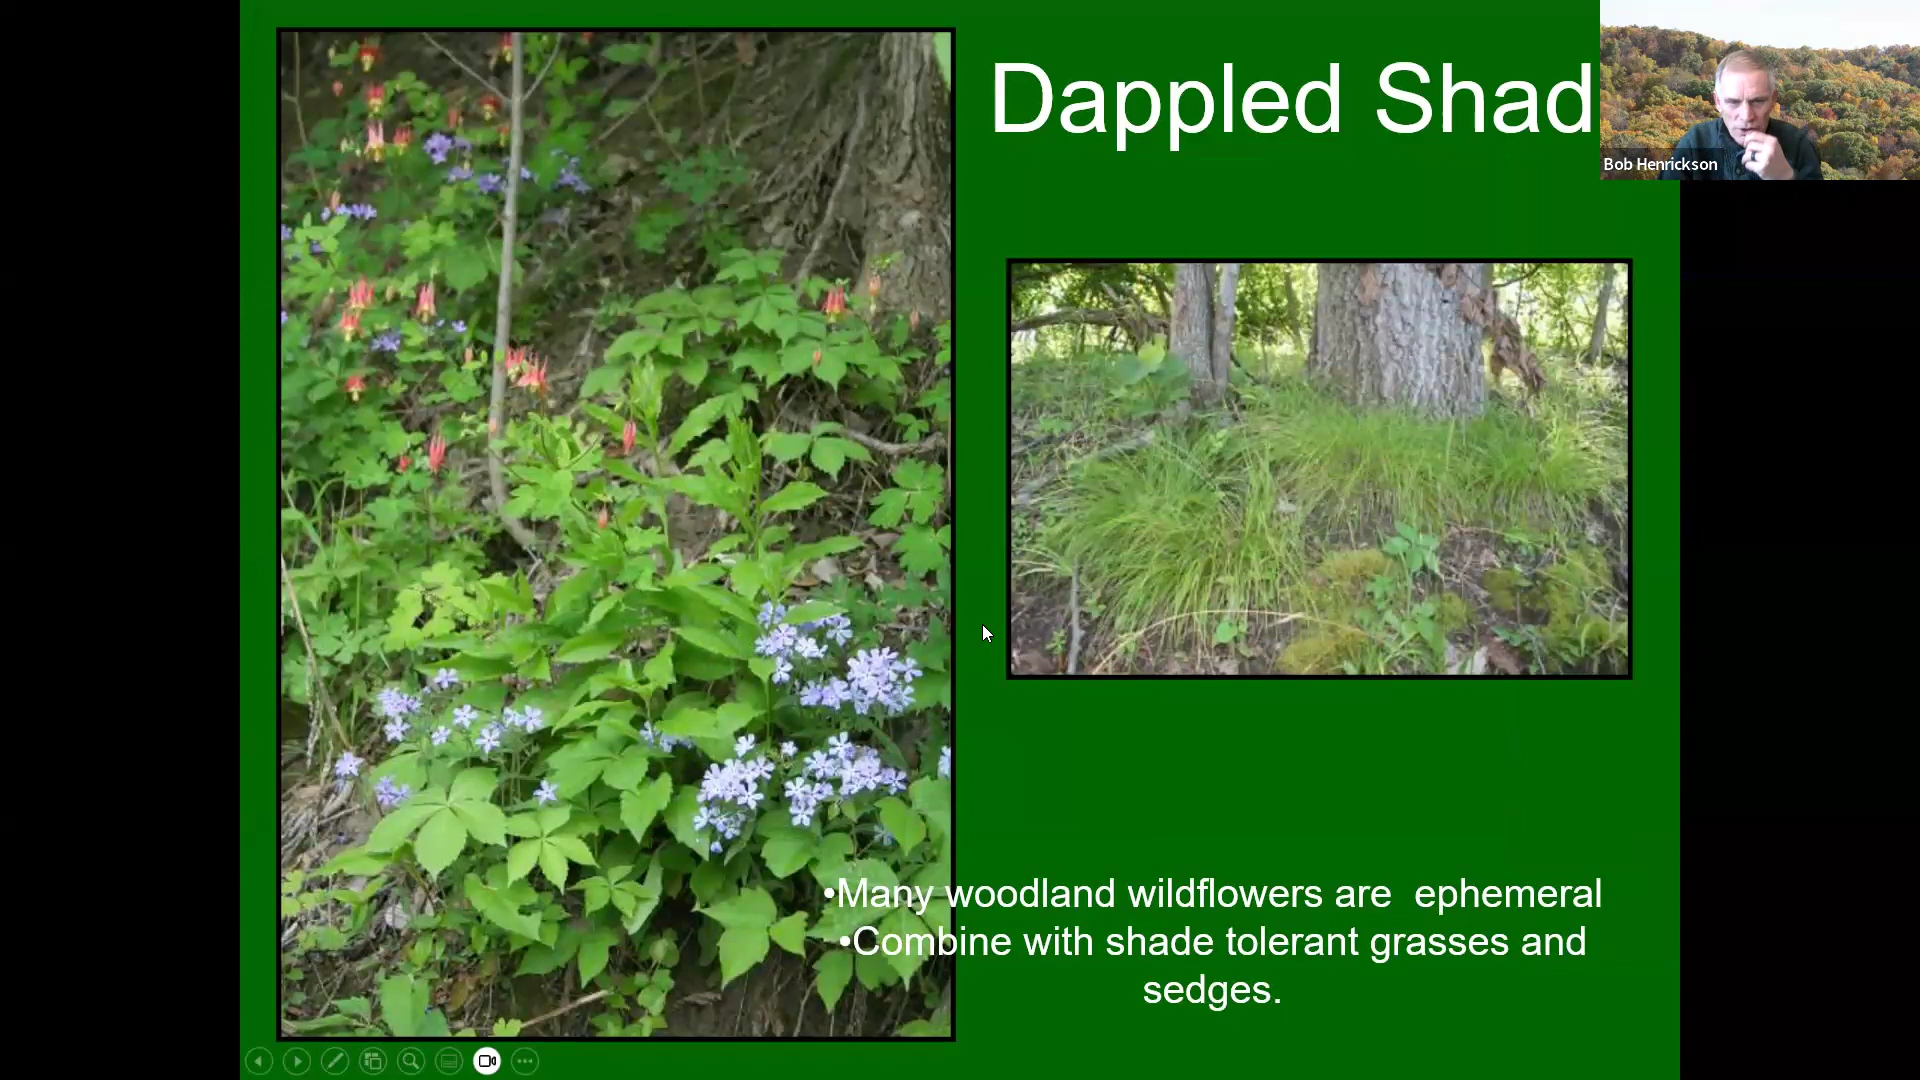 Dappled Shad
Bob Henrickson
•Many woodland wildflowers are  ephemeral
•Combine with shade tolerant grasses and
sedges.